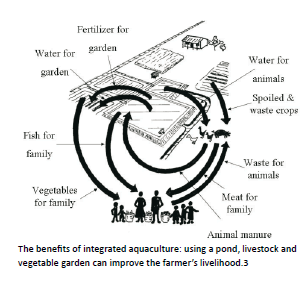 Fertilizer for
garden
Water for
garden
Water for
animals
Spoiled &
waste crops
Fish for
family
Waste for
animals
Vegetables
for family
Meat for
family
Animal manure
The benefits of integrated aquaculture: using a pond, livestock and
vegetable garden can improve the farmer's livelihood.3